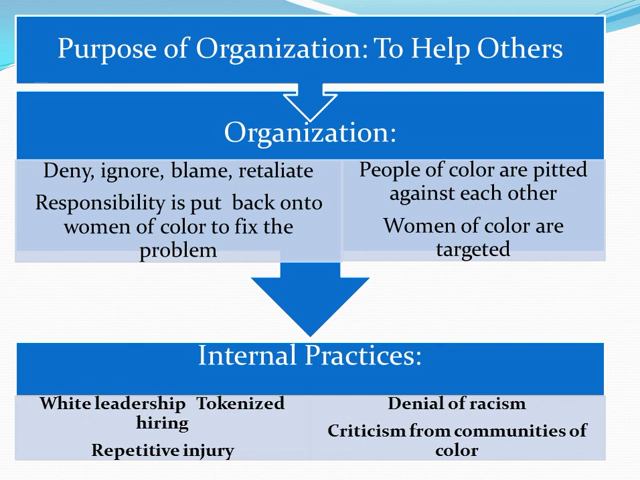 Purpose of Organization: To Help Others
Organization:
Deny, ignore, blame, retaliate
Responsibility is put  back onto
women of color to fix the
problem
People of color are pitted
against each other
Women of color are
targeted
Internal Practices:
White leadership   Tokenized
hiring
Repetitive injury
Denial of racism
Criticism from communities of
color